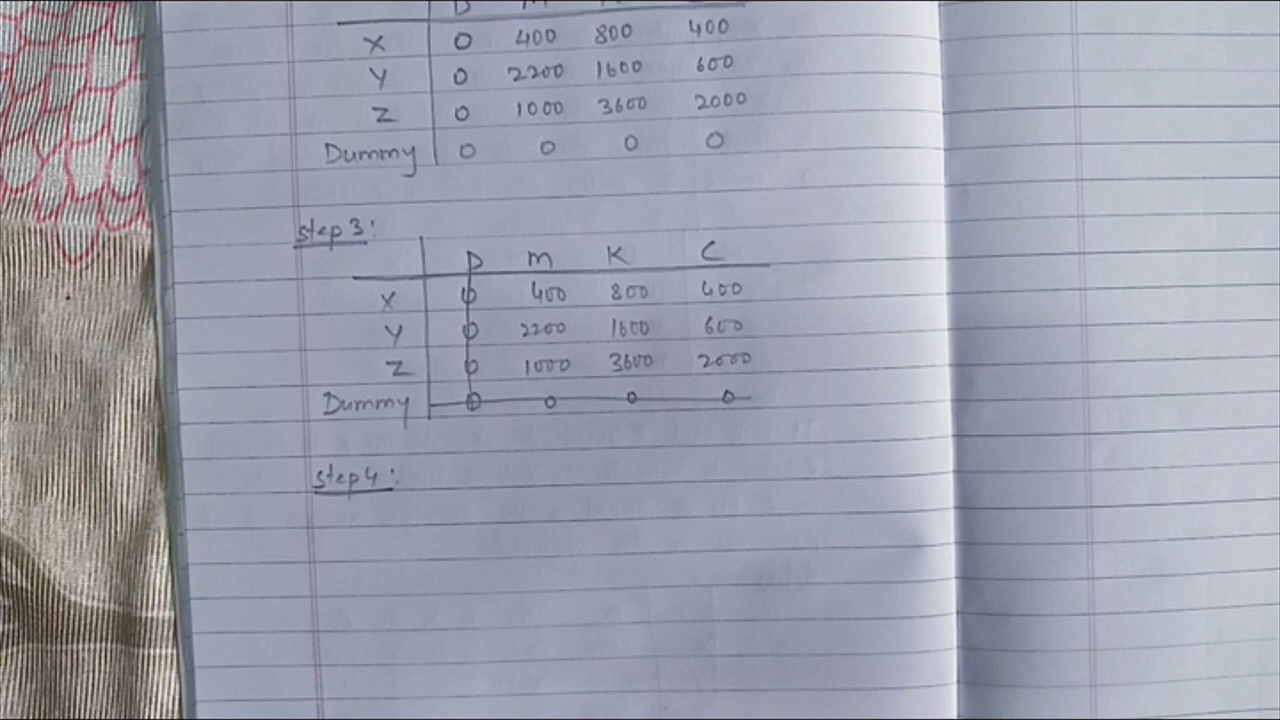 X 0 400 800 400
Y 0 2200 1600 600
Z 0 1000 3600 2000
Dummy 0 0 0 0
Step 3:
D M K C
X 0 400 800 400
Y 0 2200 1600 600
Z 0 1000 3600 2000
Dummy 0 0 0 0
Step 4: